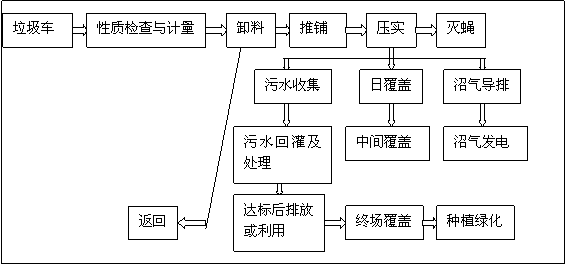 垃圾车
性质检查与计量
卸料
推铺
压实
灭蝇
污水收集
日覆盖
沼气导排
污水回灌及
处理
中间覆盖
沼气发电
返回
达标后排放
或利用
终场覆盖
种植绿化